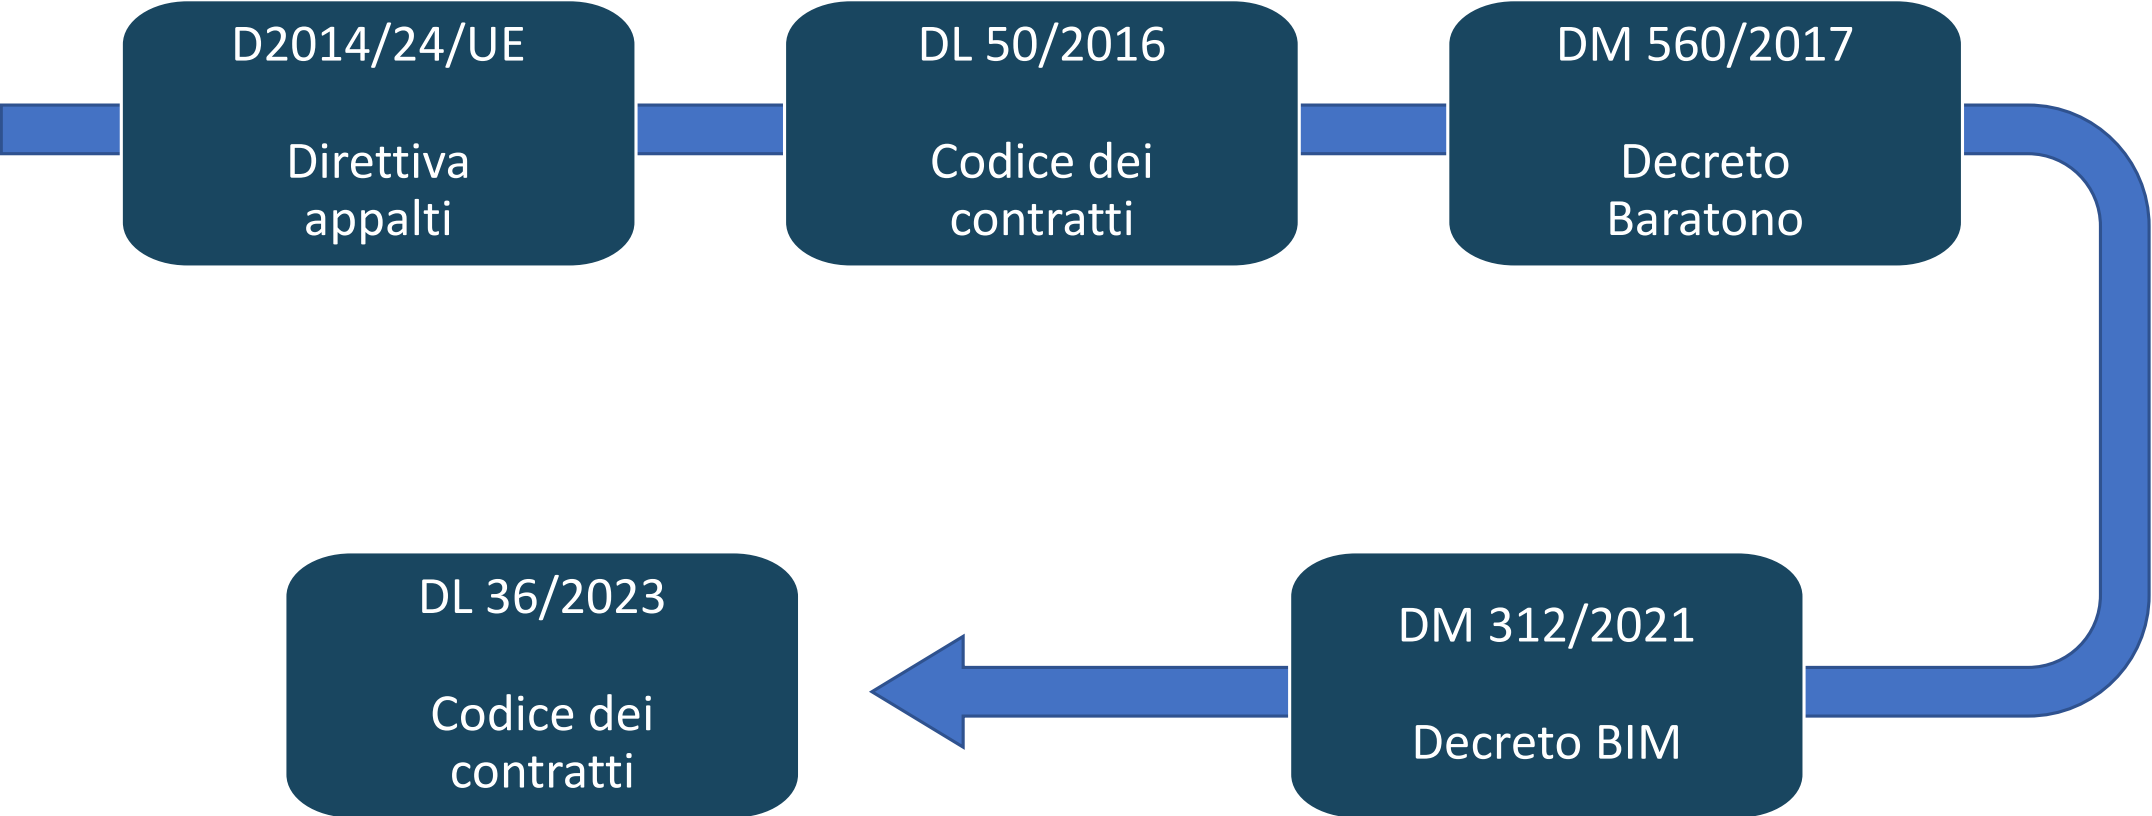 D2014/24/UE
Direttiva
appalti
DL 50/2016
Codice dei
contratti
DM 560/2017
Decreto
Baratono
DM 312/2021
Decreto BIM
DL 36/2023
Codice dei
contratti